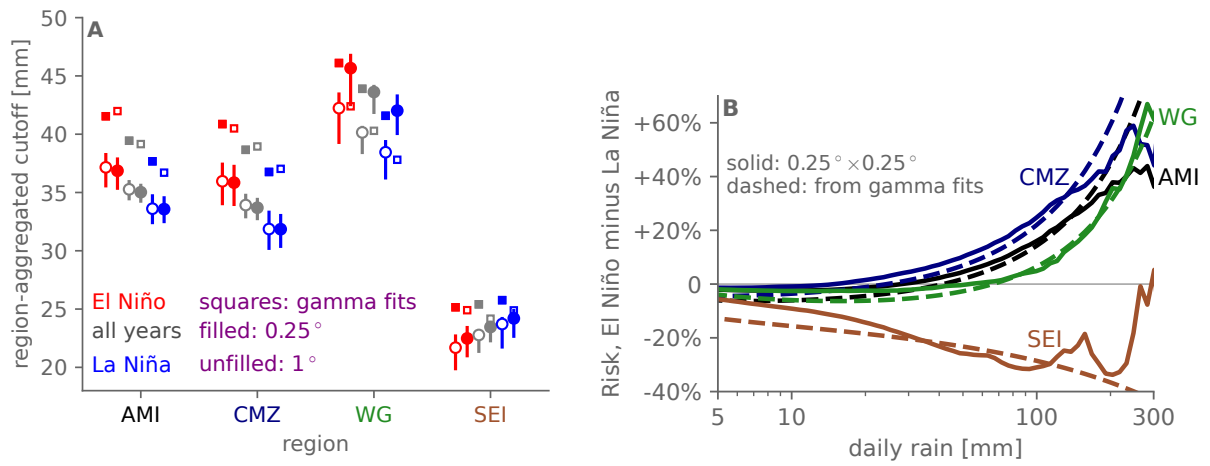 A
50
45
40
35
30
25
20
region-aggregated cutoff [mm]
El Niño squares: gamma fits
all years filled: 0.25°
La Niña unfilled: 1°
AMI CMZ WG SEI
region
B
+60%
+40%
+20%
0
-20%
-40%
Risk, El Niño minus La Niña
solid: 0.25°×0.25°
dashed: from gamma fits
WG
CMZ
AMI
SEI
5 10 100 300
daily rain [mm]